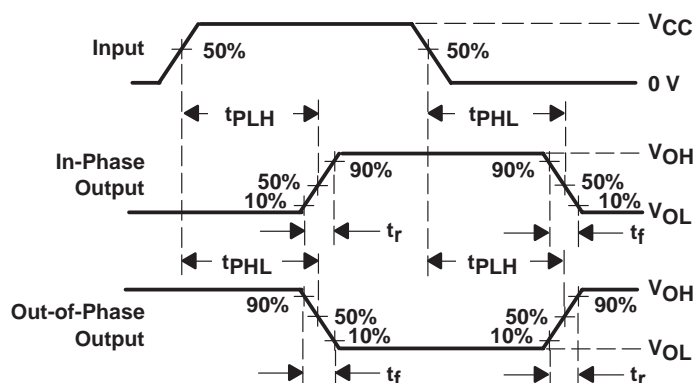 VCC
Input
50%
50%
0 V
tPLH
tPHL
In-Phase
Output
VOH
90%
90%
50%
50%
10%
10%
VOL
tr
tf
tPHL
tPLH
Out-of-Phase
Output
VOH
90%
90%
50%
50%
10%
10%
VOL
tf
tr